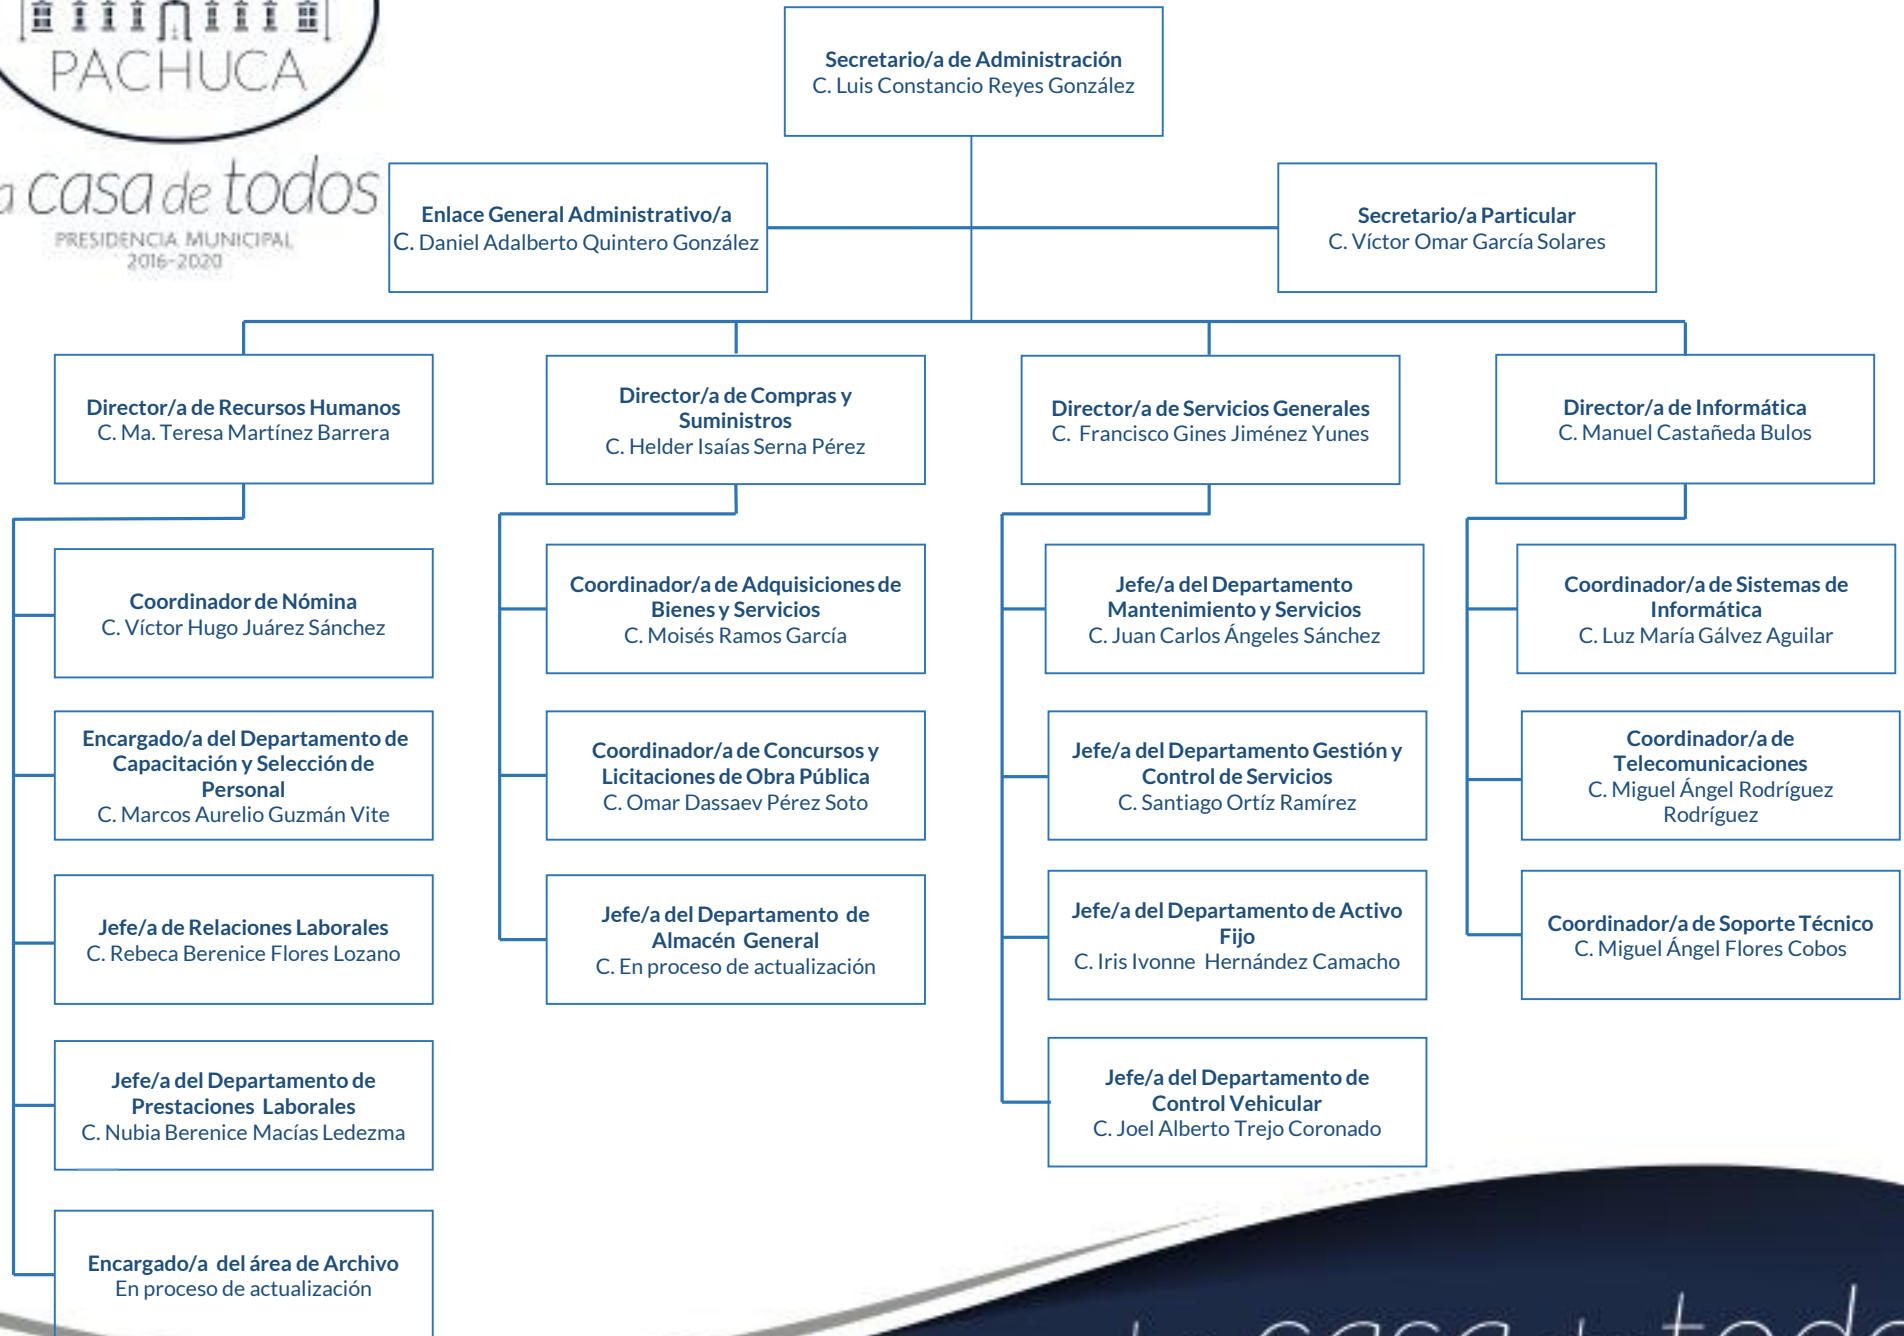 PACHUCA
a casa de todos
PRESIDENCIA MUNICIPAL
2016-2020
Secretario/a de Administración
C. Luis Constancio Reyes González
Enlace General Administrativo/a
C. Daniel Adalberto Quintero González
Secretario/a Particular
C. Víctor Omar García Solares
Director/a de Recursos Humanos
C. Ma. Teresa Martínez Barrera
Director/a de Compras y
Suministros
C. Helder Isaías Serna Pérez
Director/a de Servicios Generales
C. Francisco Gines Jiménez Yunes
Director/a de Informática
C. Manuel Castañeda Bulos
Coordinador de Nómina
C. Víctor Hugo Juárez Sánchez
Encargado/a del Departamento de
Capacitación y Selección de
Personal
C. Marcos Aurelio Guzmán Vite
Jefe/a de Relaciones Laborales
C. Rebeca Berenice Flores Lozano
Jefe/a del Departamento de
Prestaciones Laborales
C. Nubia Berenice Macías Ledezma
Encargado/a del área de Archivo
En proceso de actualización
Coordinador/a de Adquisiciones de
Bienes y Servicios
C. Moisés Ramos García
Coordinador/a de Concursos y
Licitaciones de Obra Pública
C. Omar Dassaev Pérez Soto
Jefe/a del Departamento de
Almacén General
C. En proceso de actualización
Jefe/a del Departamento
Mantenimiento y Servicios
C. Juan Carlos Ángeles Sánchez
Jefe/a del Departamento Gestión y
Control de Servicios
C. Santiago Ortíz Ramírez
Jefe/a del Departamento de Activo
Fijo
C. Iris Ivonne Hernández Camacho
Jefe/a del Departamento de
Control Vehicular
C. Joel Alberto Trejo Coronado
Coordinador/a de Sistemas de
Informática
C. Luz María Gálvez Aguilar
Coordinador/a de
Telecomunicaciones
C. Miguel Ángel Rodríguez
Rodríguez
Coordinador/a de Soporte Técnico
C. Miguel Ángel Flores Cobos
casa